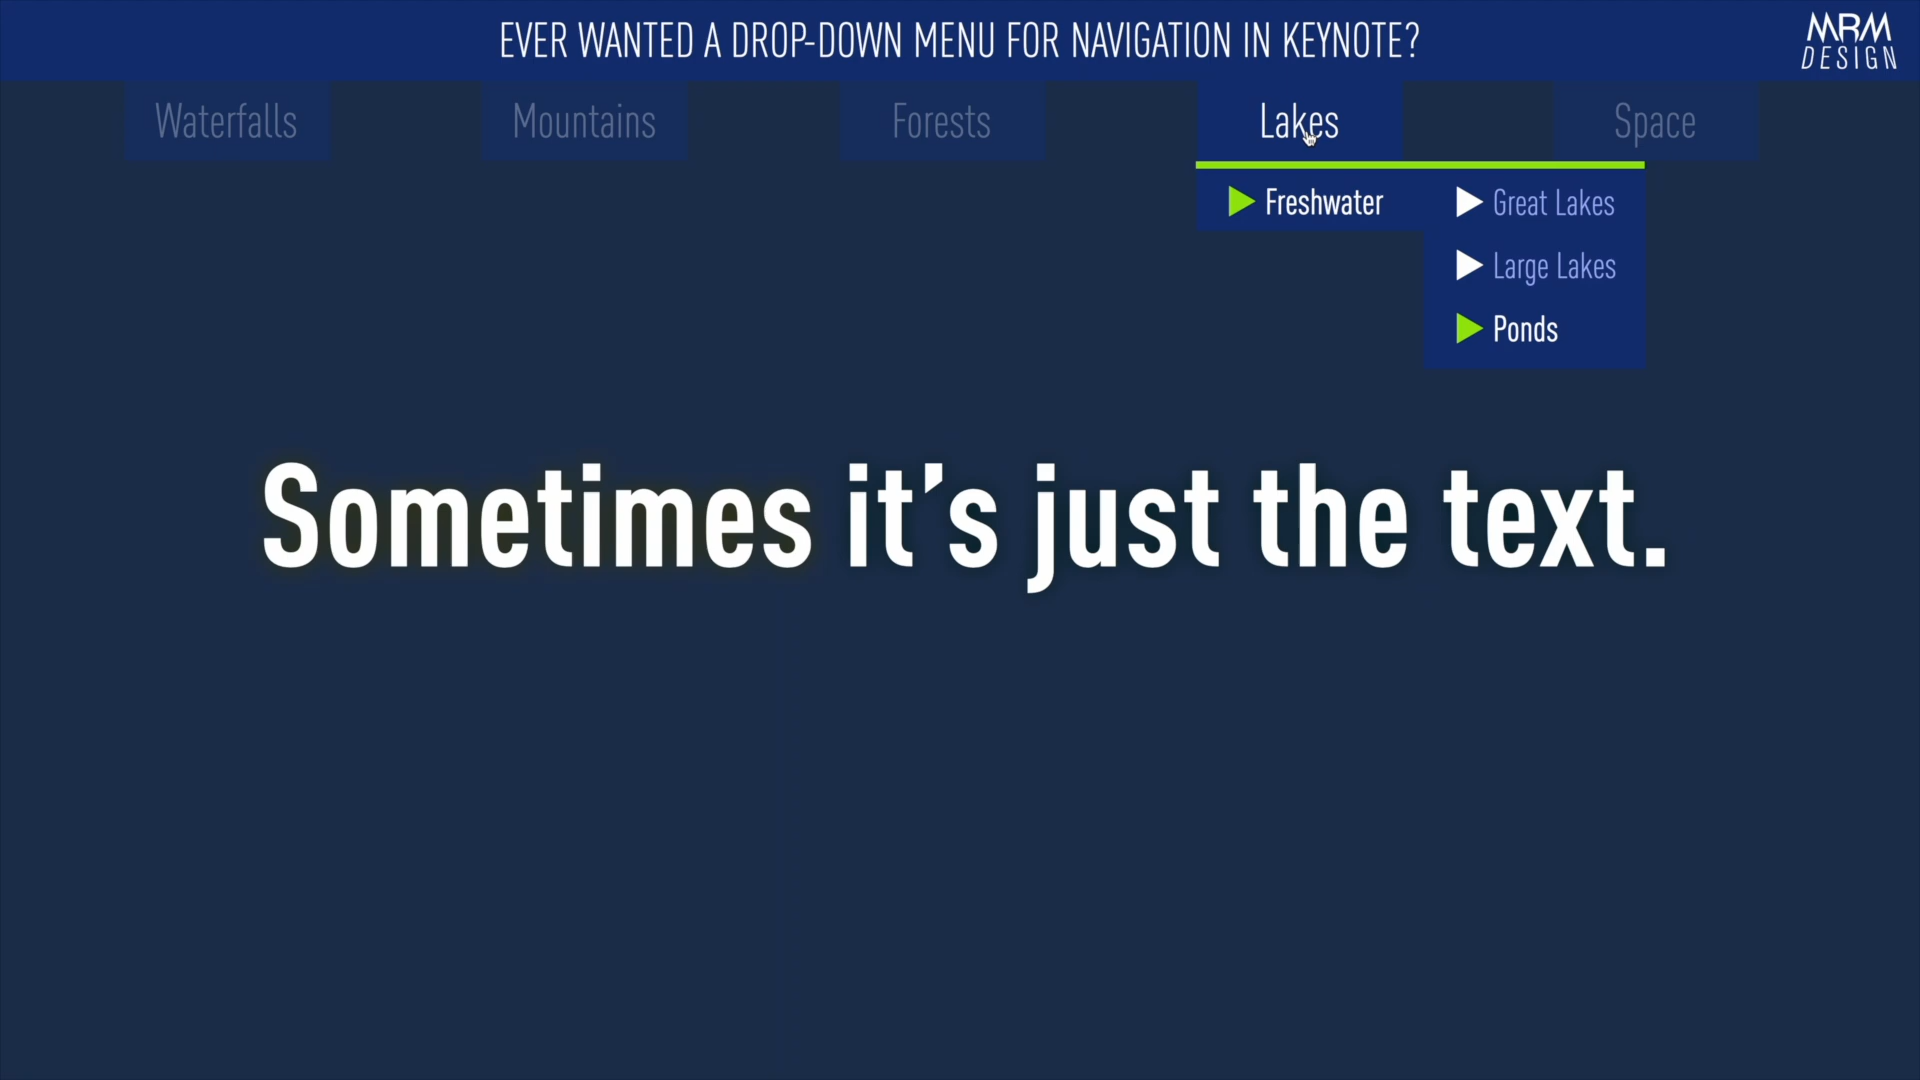 EVER WANTED A DROP-DOWN MENU FOR NAVIGATION IN KEYNOTE?
MRM
DESIGN
Waterfalls
Mountains
Forests
Lakes
Space
Freshwater
Great Lakes
Large Lakes
Ponds
Sometimes it’s just the text.